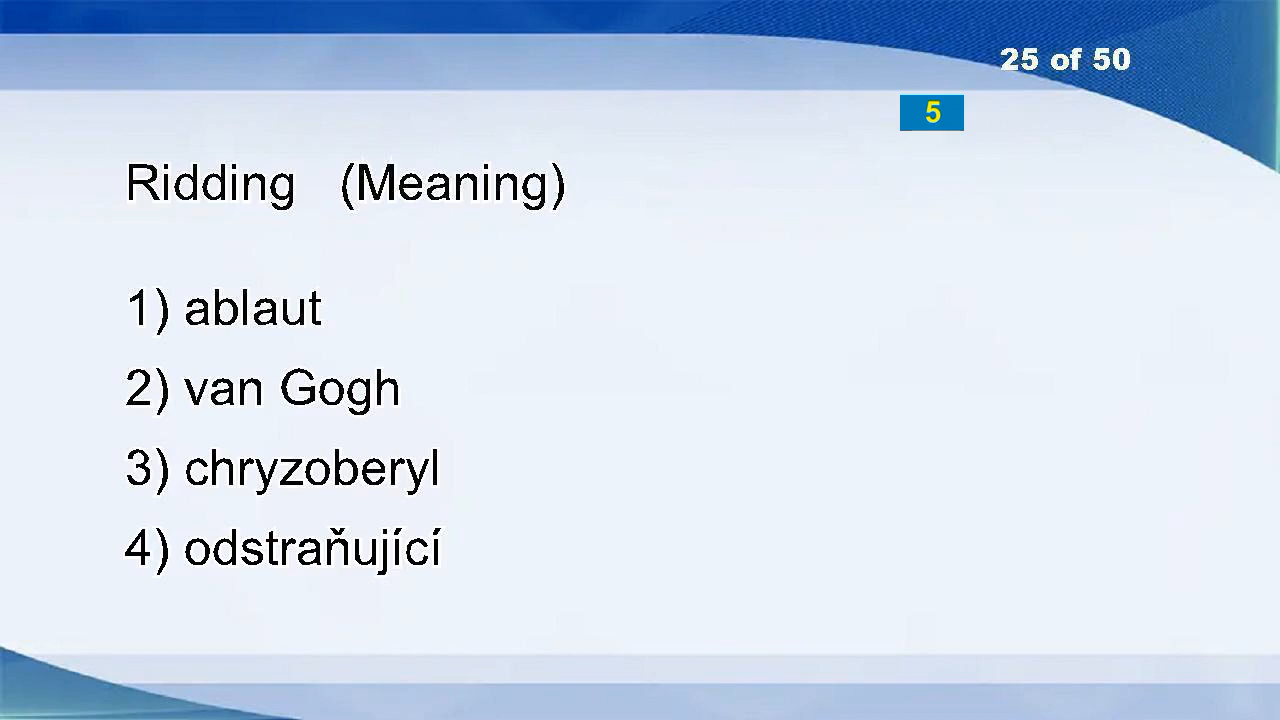 25 of 50
5
Ridding (Meaning)
1) ablaut
2) van Gogh
3) chryzoberyl
4) odstraňující